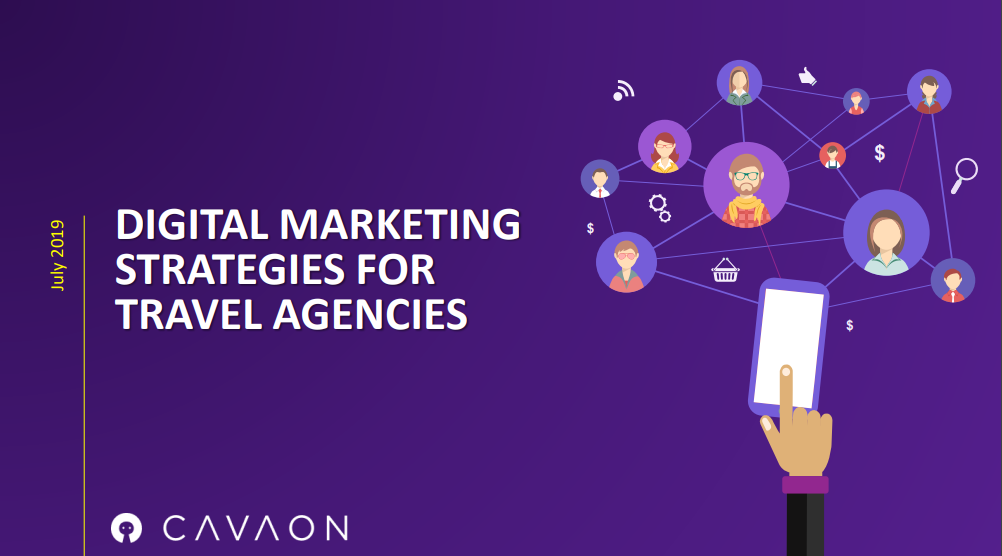 July 2019
DIGITAL MARKETING
STRATEGIES FOR
TRAVEL AGENCIES
$
$
$
CAVAON